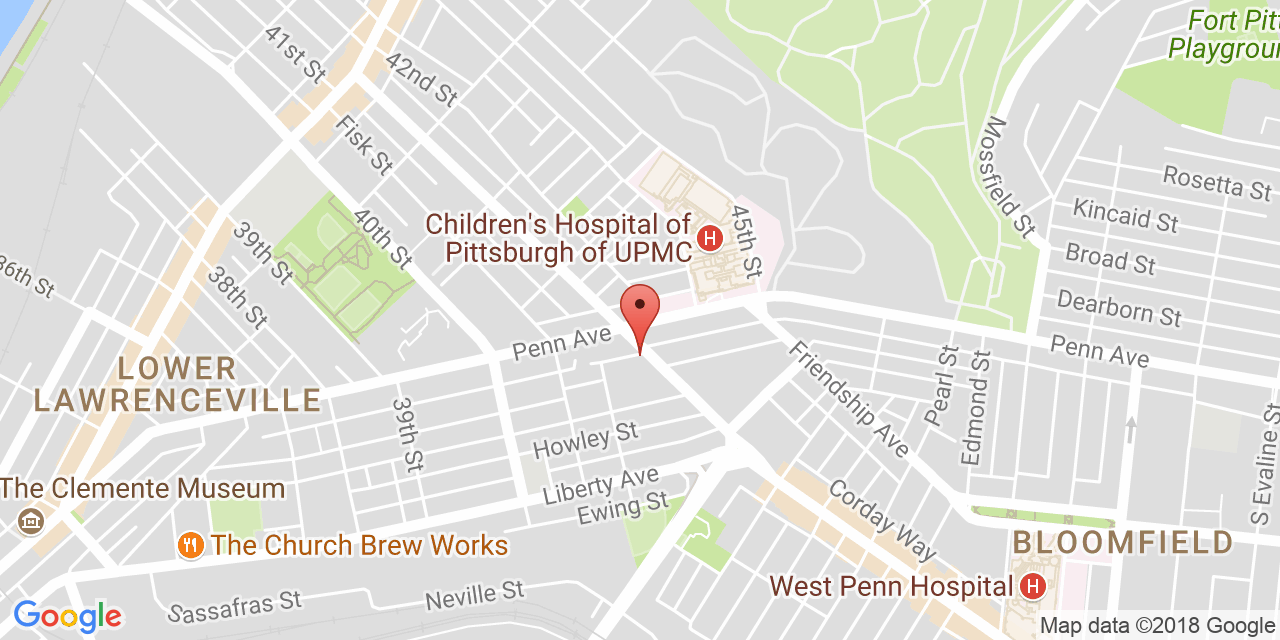 Fort Pit
Playgroun
41st St
42nd St
Fisk St
Mossfield St
Rosetta St
Kincaid St
Broad St
Dearborn St
Penn Ave
40th St
39th St
38th St
36th St
Children's Hospital of
Pittsburgh of UPMC
H
45th St
Penn Ave
LOWER
LAWRENCEVILLE
Friendship Ave
Pearl St
Edmond St
39th St
Howley St
Liberty Ave
Ewing St
S Evaline St
The Clemente Museum
The Church Brew Works
Corday Way
BLOOMFIELD
West Penn Hospital
H
Sassafras St
Neville St
Google
Map data ©2018 Google